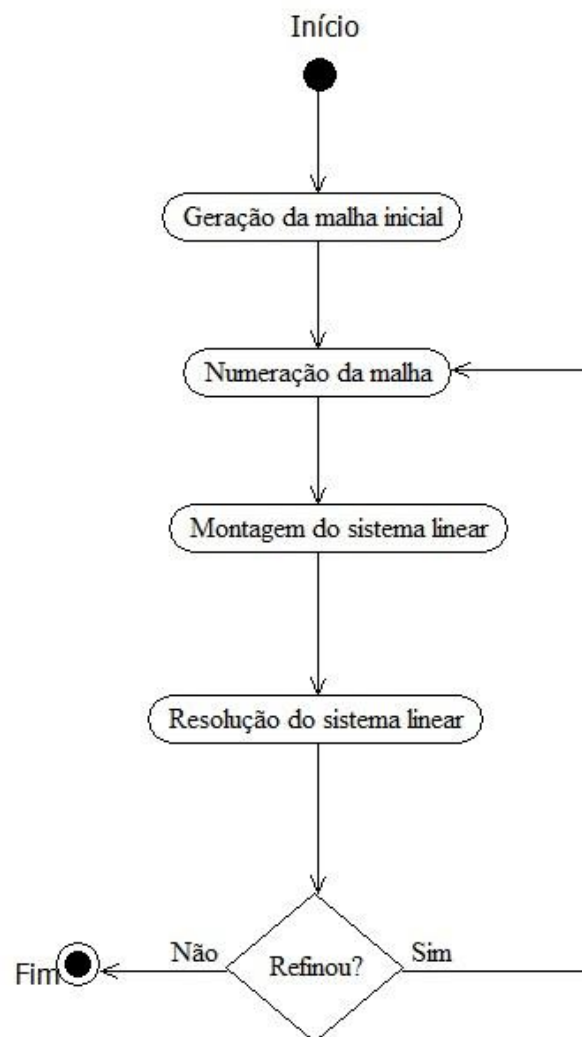 Início
Geração da malha inicial
Numeração da malha
Montagem do sistema linear
Resolução do sistema linear
Não
Refinou?
Sim
Fim